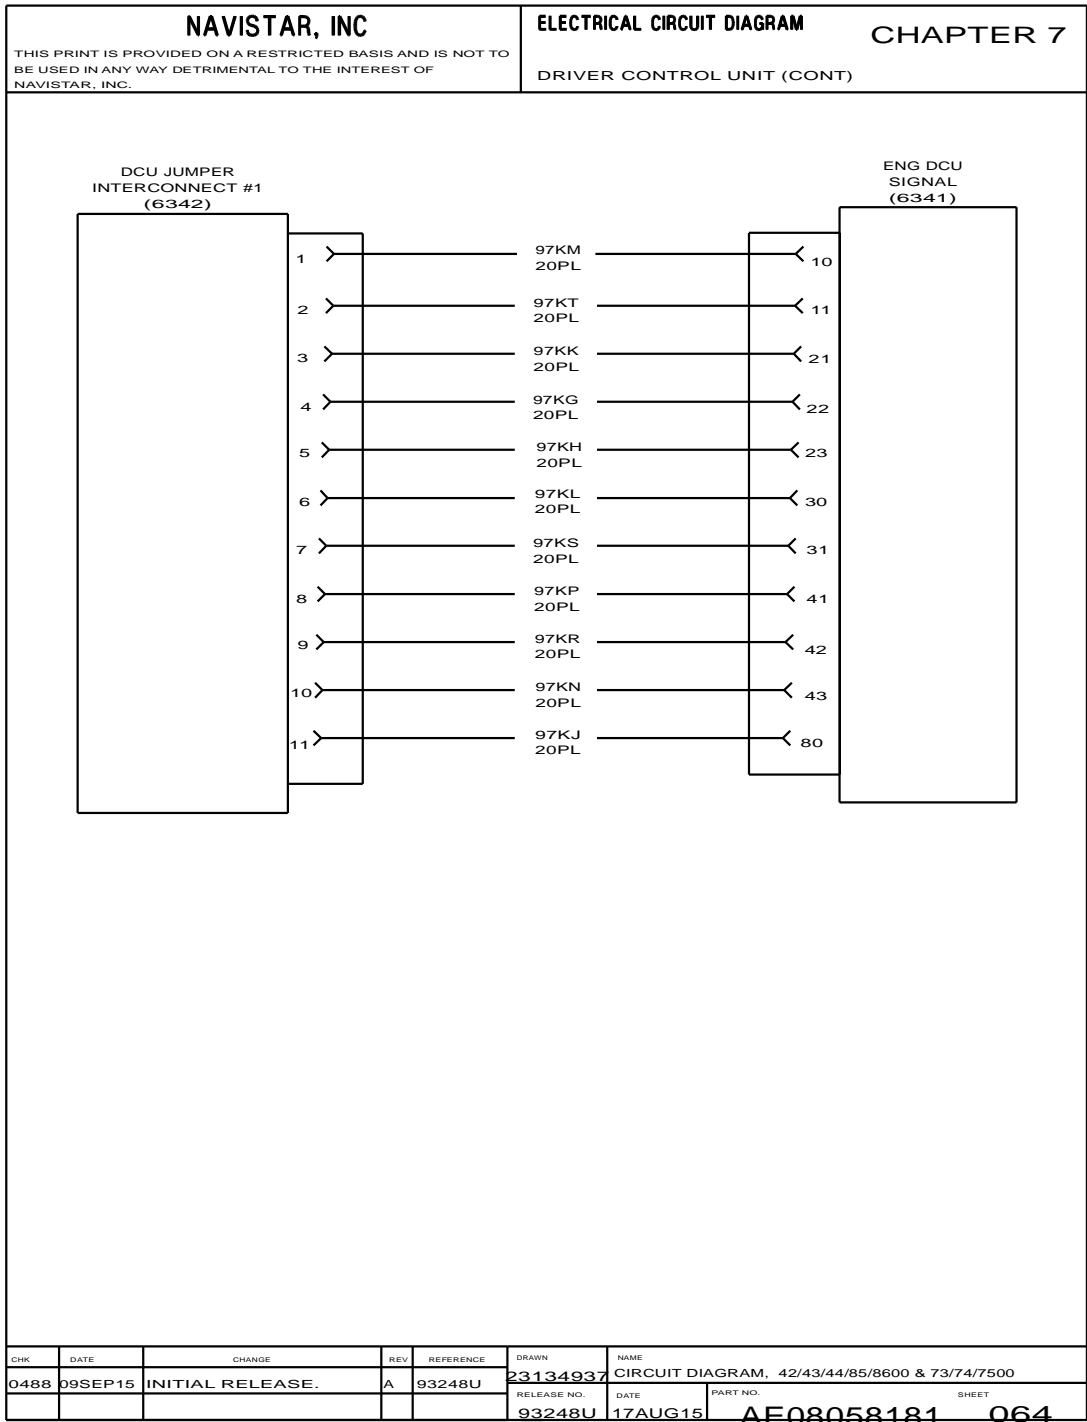 NAVISTAR, INC
THIS PRINT IS PROVIDED ON A RESTRICTED BASIS AND IS NOT TO
BE USED IN ANY WAY DETRIMENTAL TO THE INTEREST OF
NAVISTAR, INC.
ELECTRICAL CIRCUIT DIAGRAM
CHAPTER 7
DRIVER CONTROL UNIT (CONT)
DCU JUMPER
INTERCONNECT #1
(6342)
ENG DCU
SIGNAL
(6341)
1 97KM 10
20PL
2 97KT 11
20PL
3 97KK 21
20PL
4 97KG 22
20PL
5 97KH 23
20PL
6 97KL 30
20PL
7 97KS 31
20PL
8 97KP 41
20PL
9 97KR 42
20PL
10 97KN 43
20PL
11 97KJ 80
20PL
CHK DATE CHANGE REV REFERENCE
0488 09SEP15 INITIAL RELEASE. A 93248U
DRAWN
23134937
NAME
CIRCUIT DIAGRAM, 42/43/44/85/8600 & 73/74/7500
RELEASE NO.
93248U
DATE
17AUG15
PART NO.
AE08058181
SHEET
064